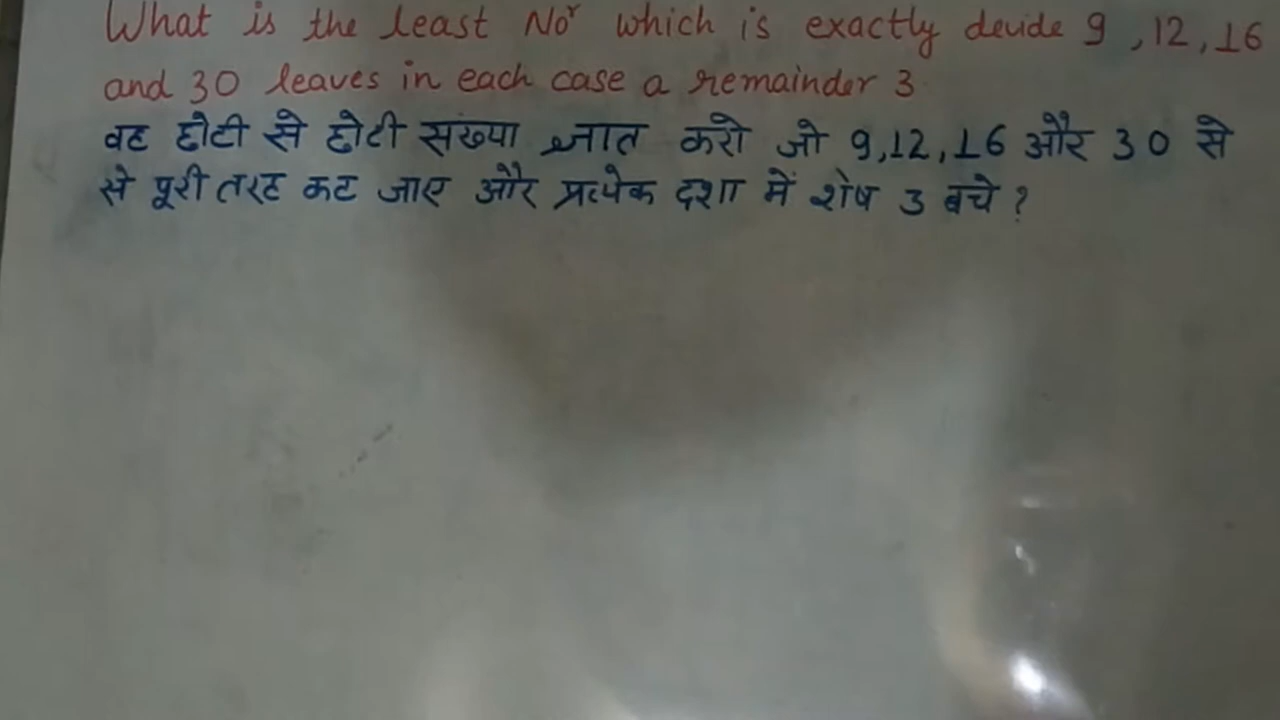 What is the least Noʳ which is exactly devide 9, 12, 16
and 30 leaves in each case a remainder 3
वह छोटी से छोटी सख्या ज्ञात करो जो 9,12,16 और 30 से
से पूरी तरह कट जाए और प्रत्येक दशा में शेष 3 बचे ?